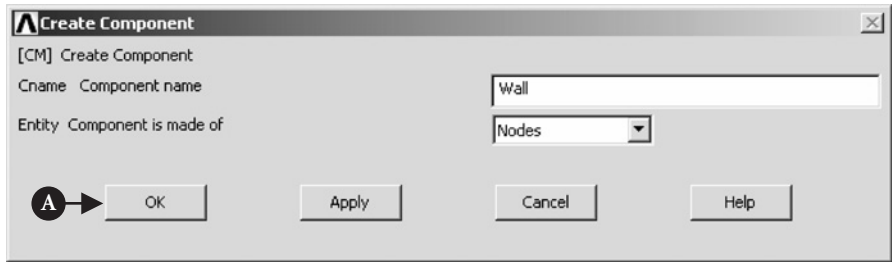 Create Component
[CM] Create Component
Cname Component name
Wall
Entity Component is made of
Nodes
A
OK
Apply
Cancel
Help